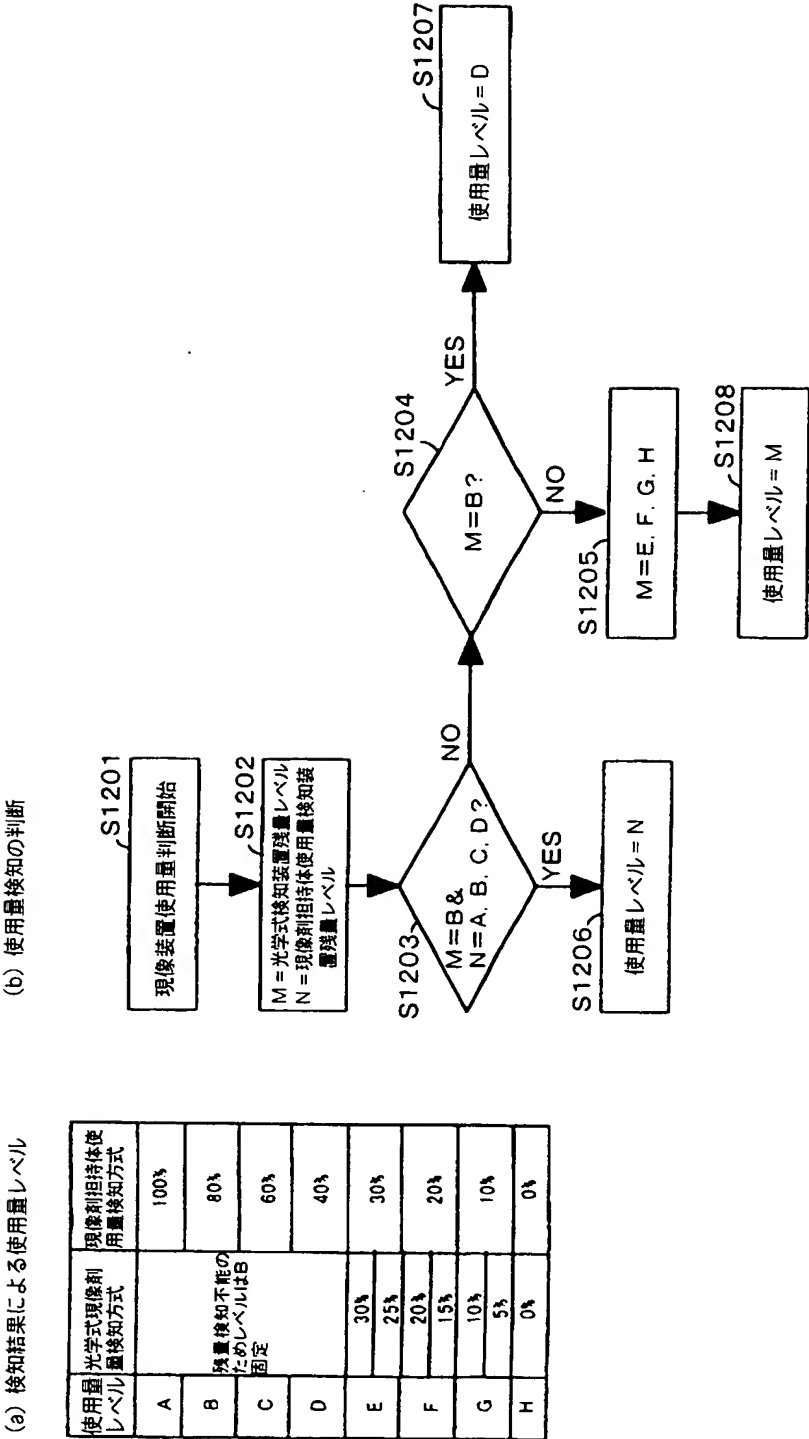 (a) 検知結果による使用量レベル
使用量
レベル
光学式現像剤
量検知方式
現像剤担持体使
用量検知方式
A
残量検知不能の
ためレベルはB
固定
100%
B
80%
C
60%
D
40%
E
30%
25%
30%
F
20%
15%
20%
G
10%
5%
10%
H
0%
0%
(b) 使用量検知の判断
S1201
現像装置使用量判断開始
S1202
M=光学式検知装置残量レベル
N=現像剤担持体使用量検知装
置残量レベル
S1203
M=B&
N=A, B, C, D?
NO
YES
S1206
使用量レベル=N
S1204
M=B?
YES
NO
S1207
使用量レベル=D
S1205
M=E, F, G, H
S1208
使用量レベル=M